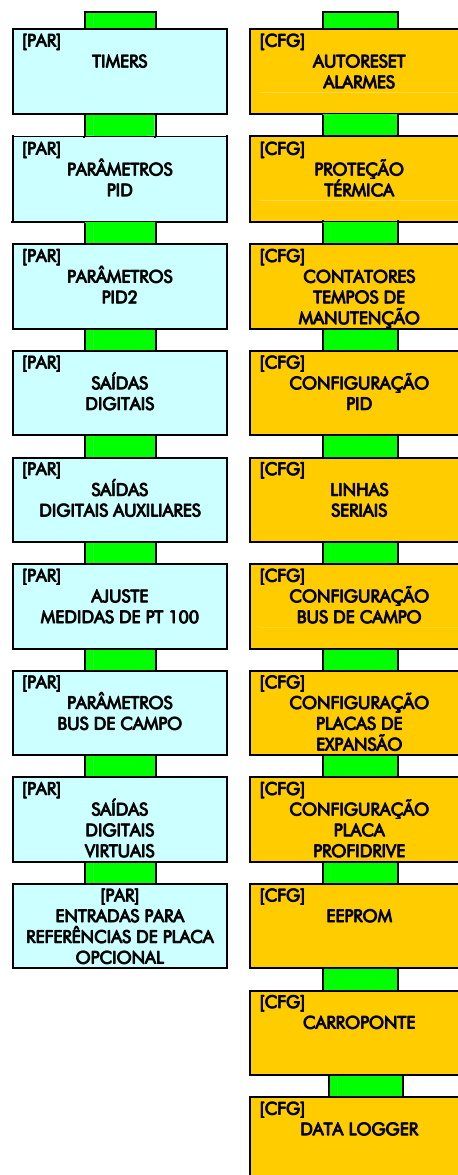 [PAR]
TIMERS
[PAR]
PARÂMETROS
PID
[PAR]
PARÂMETROS
PID2
[PAR]
SAÍDAS
DIGITAIS
[PAR]
SAÍDAS
DIGITAIS AUXILIARES
[PAR]
AJUSTE
MEDIDAS DE PT 100
[PAR]
PARÂMETROS
BUS DE CAMPO
[PAR]
SAÍDAS
DIGITAIS
VIRTUAIS
[PAR]
ENTRADAS PARA
REFERÊNCIAS DE PLACA
OPCIONAL
[CFG]
AUTORESET
ALARMES
[CFG]
PROTEÇÃO
TÉRMICA
[CFG]
CONTATORES
TEMPOS DE
MANUTENÇÃO
[CFG]
CONFIGURAÇÃO
PID
[CFG]
LINHAS
SERIAIS
[CFG]
CONFIGURAÇÃO
BUS DE CAMPO
[CFG]
CONFIGURAÇÃO
PLACAS DE
EXPANSÃO
[CFG]
CONFIGURAÇÃO
PLACA
PROFIDRIVE
[CFG]
EEPROM
[CFG]
CARROPONTE
[CFG]
DATA LOGGER